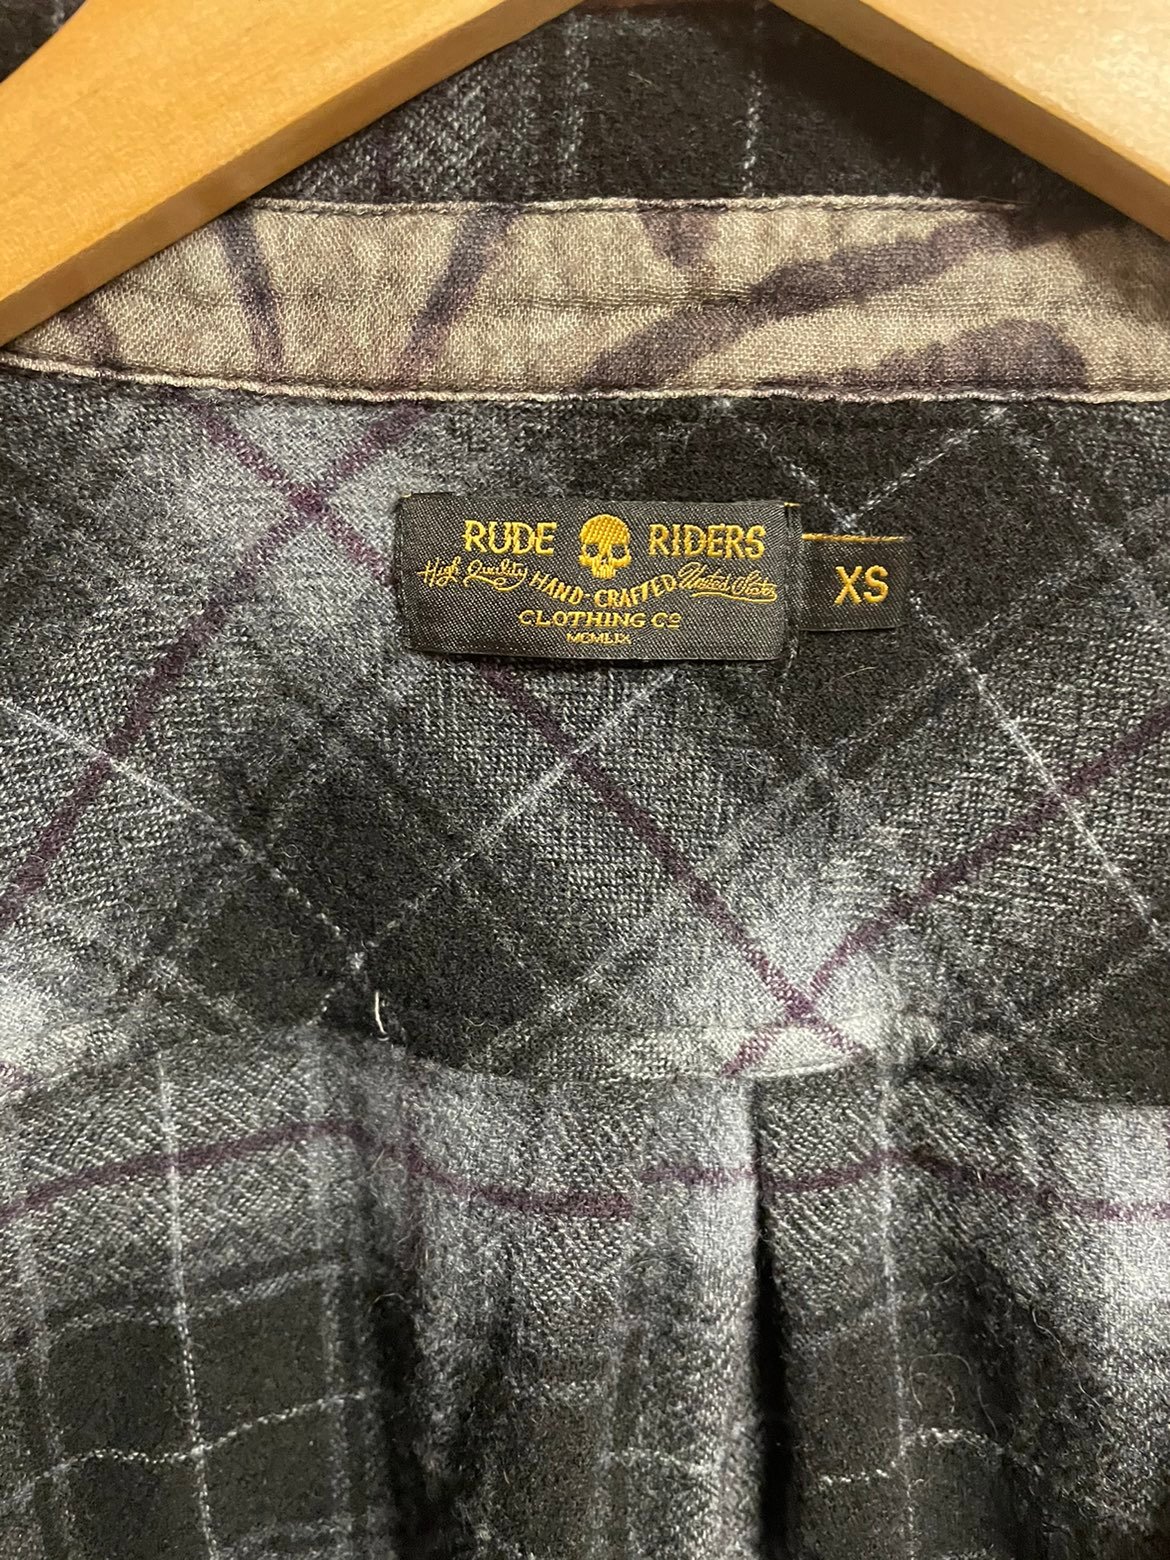 RUDE RIDERS
High Quality HAND-CRAFTED United States
CLOTHING Cº
MCMLIX
XS